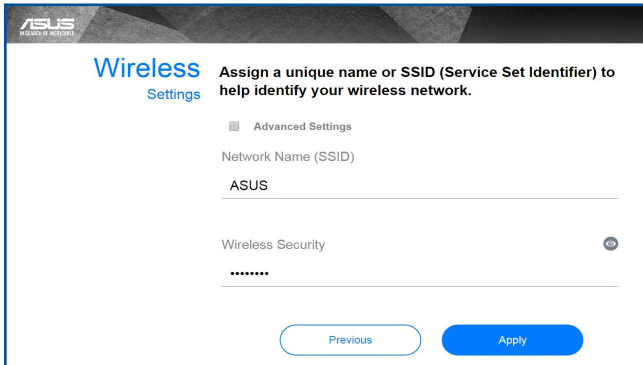 ASUS
IN SEARCH OF INCREDIBLE
Wireless
Settings
Assign a unique name or SSID (Service Set Identifier) to
help identify your wireless network.
Advanced Settings
Network Name (SSID)
ASUS
Wireless Security
••••••••
Previous
Apply